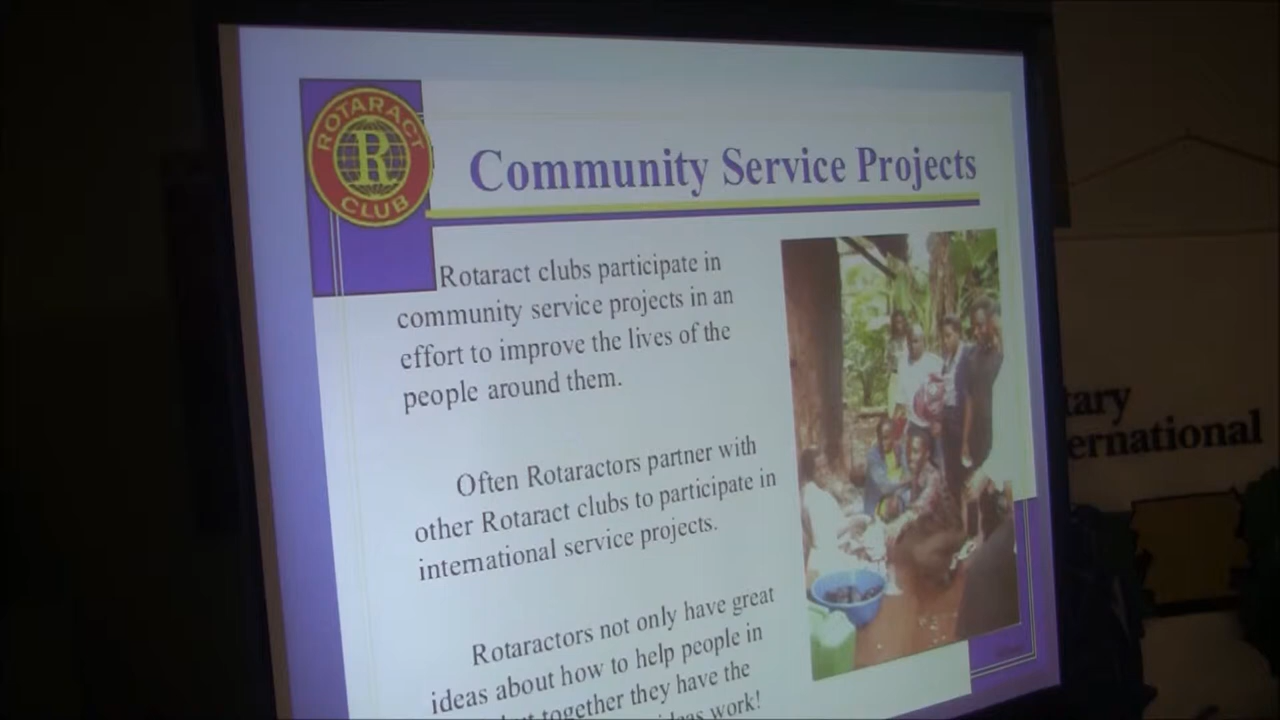 ROTARACT
R
CLUB
Community Service Projects
Rotaract clubs participate in
community service projects in an
effort to improve the lives of the
people around them.
Often Rotaractors partner with
other Rotaract clubs to participate in
international service projects.
Rotaractors not only have great
ideas about how to help people in
together they have the
work!
tary
ernational